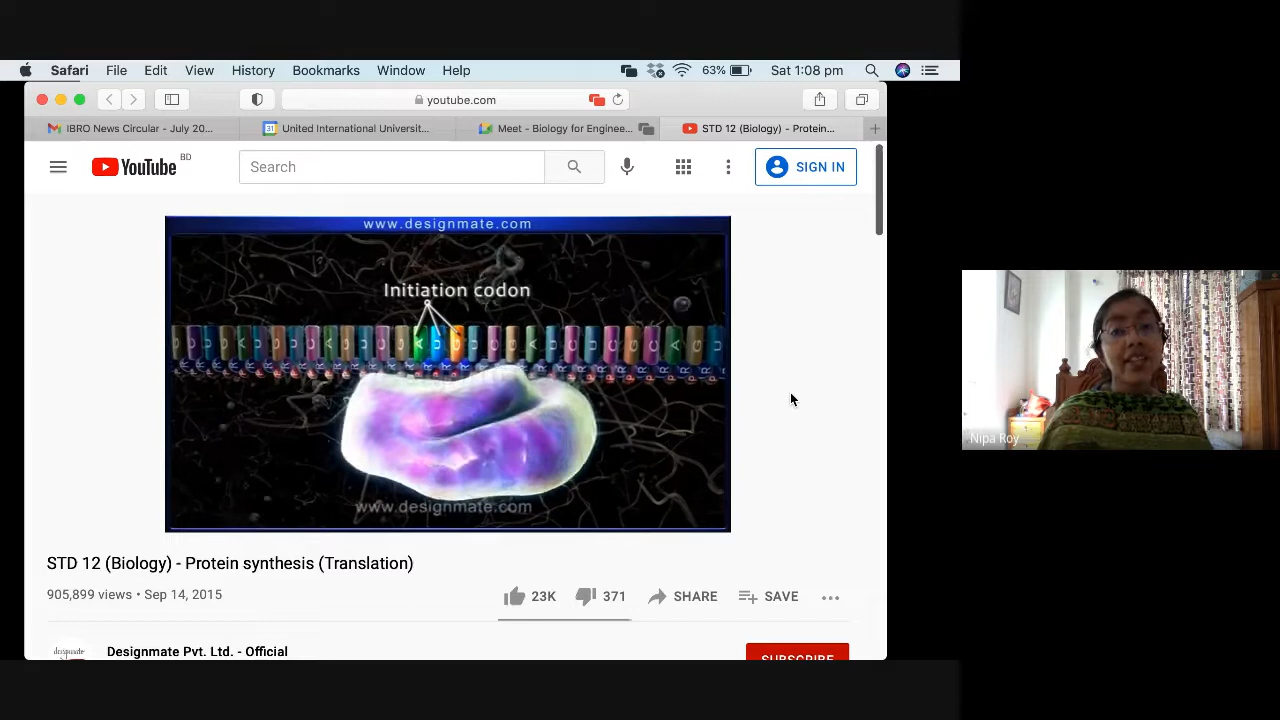 Safari File Edit View History Bookmarks Window Help 63% Sat 1:08 pm
youtube.com
IBRO News Circular - July 20... United International Universit... Meet - Biology for Enginee... STD 12 (Biology) - Protein...
YouTube BD Search SIGN IN
www.designmate.com
Initiation codon
A U G
www.designmate.com
STD 12 (Biology) - Protein synthesis (Translation)
905,899 views • Sep 14, 2015 23K 371 SHARE SAVE
Designmate Pvt. Ltd. - Official SUBSCRIBE
Nipa Roy